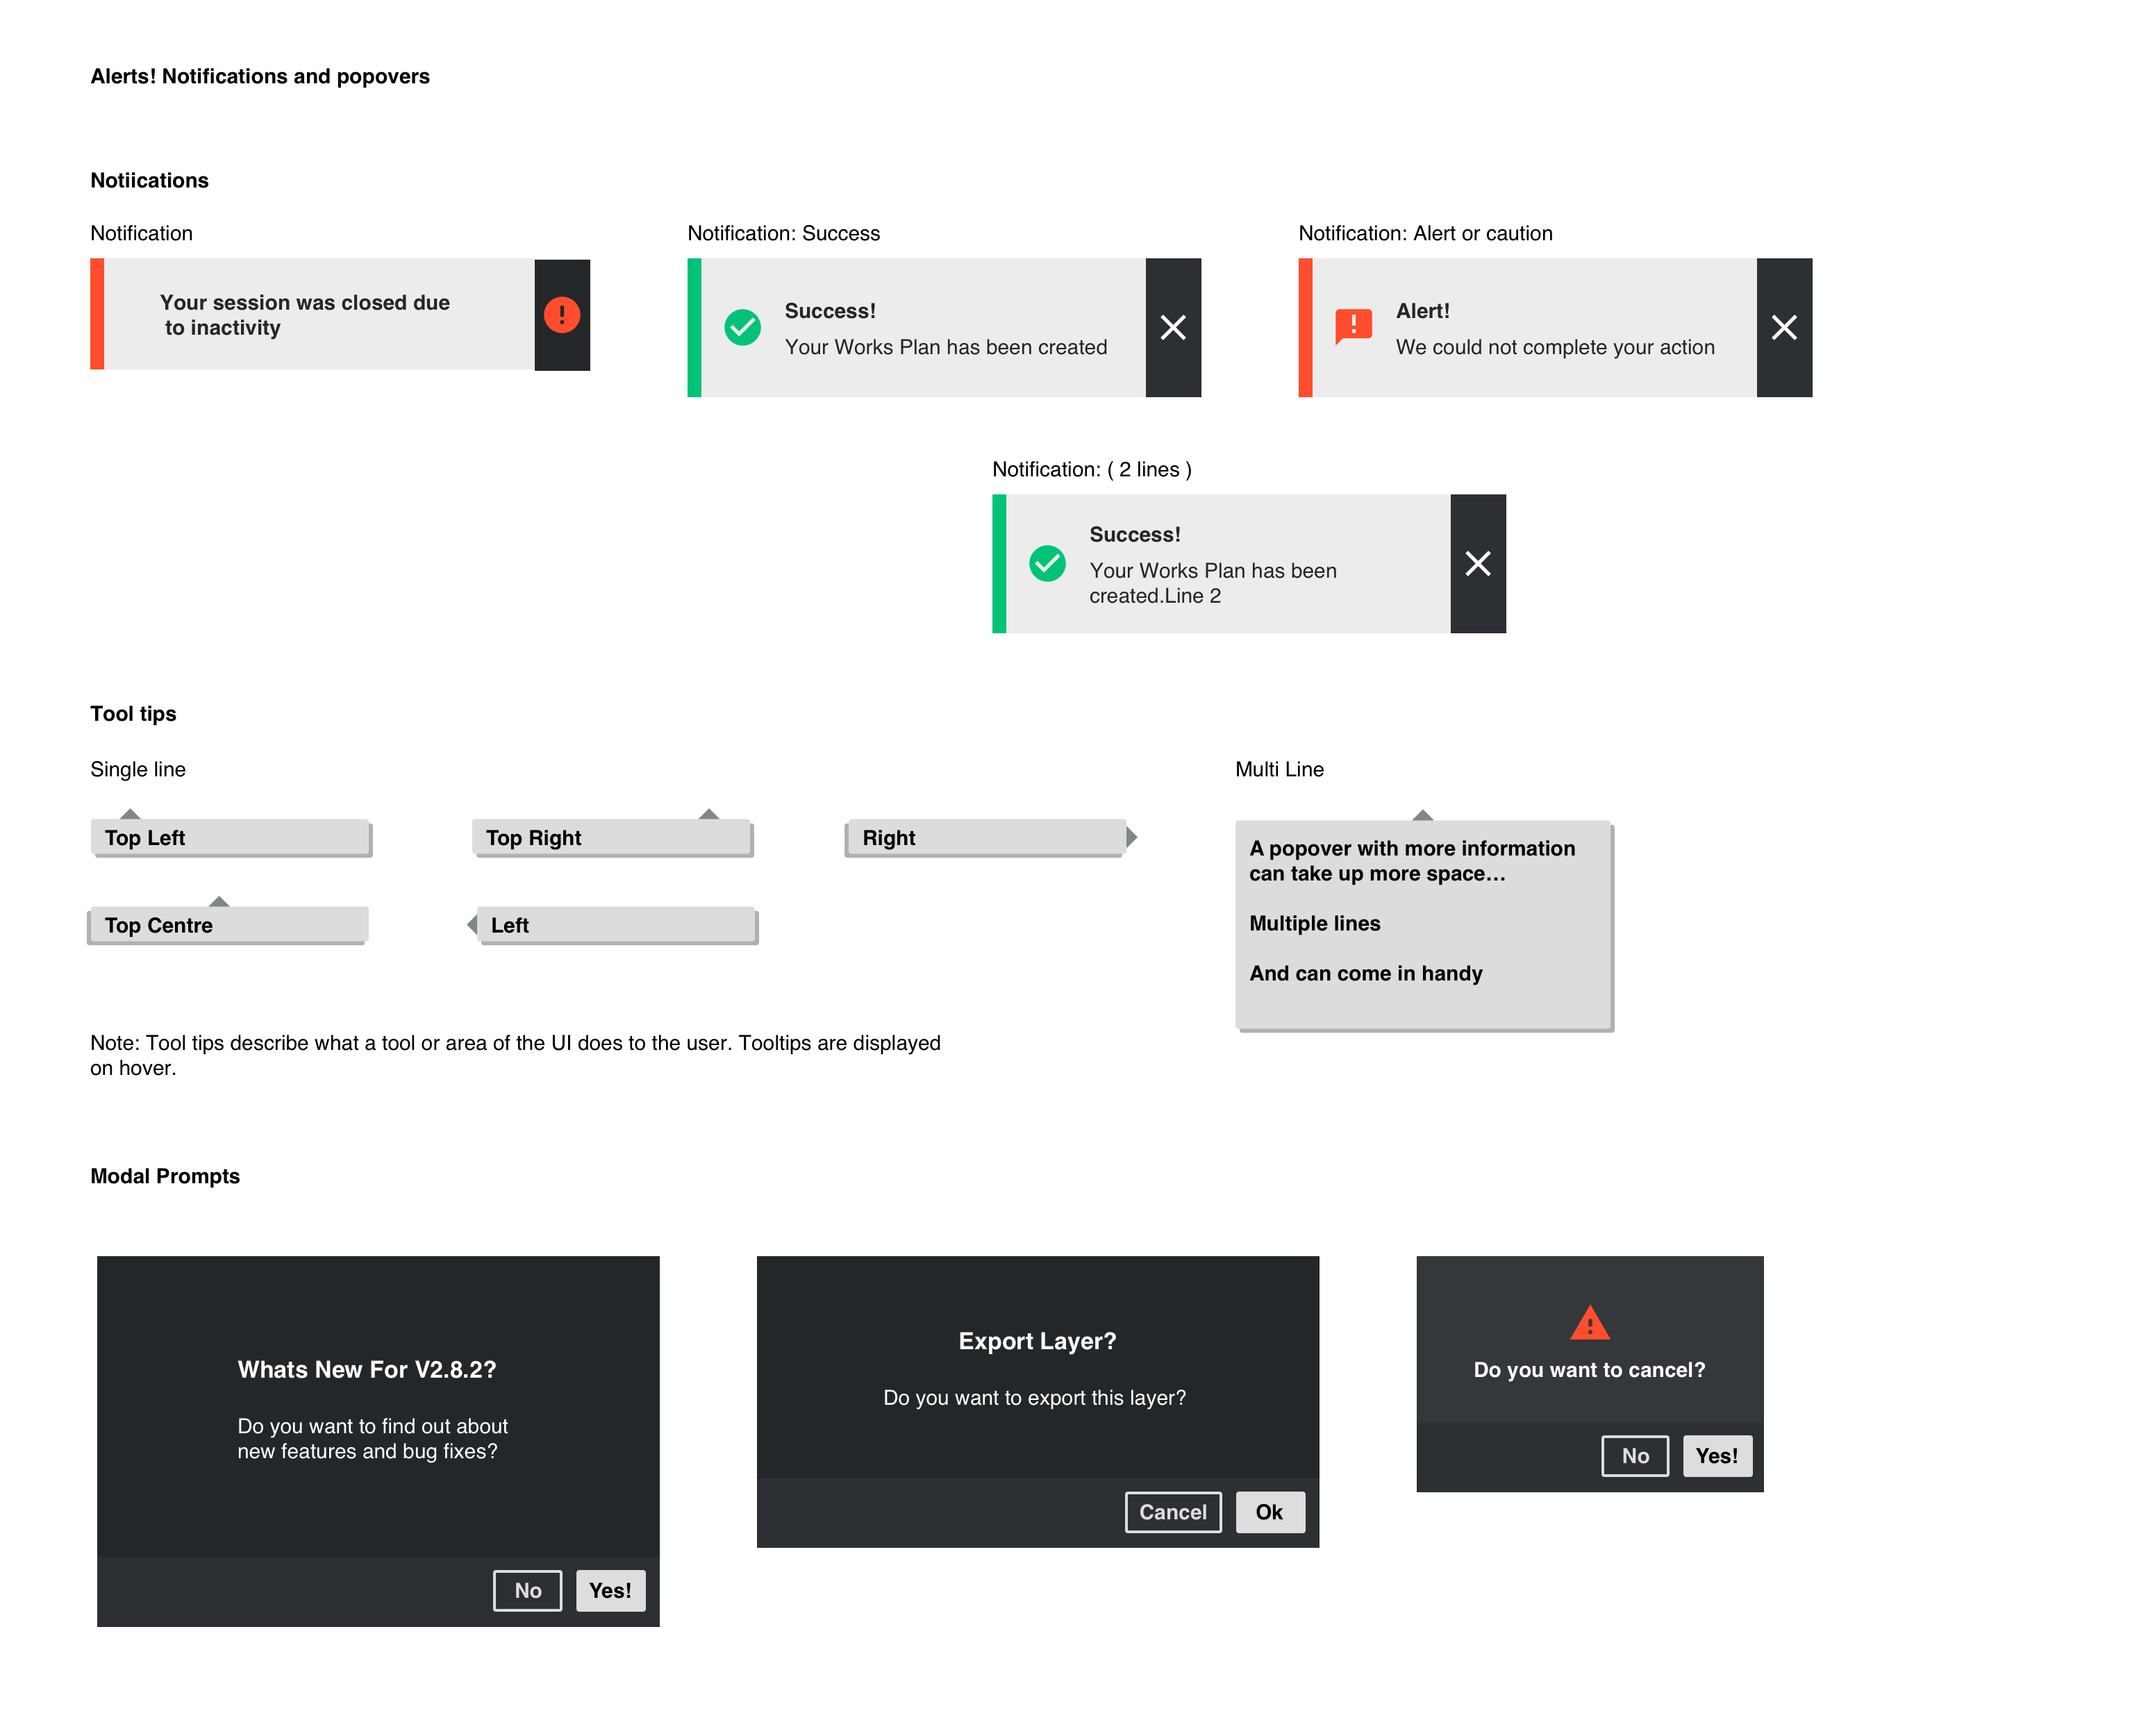 Alerts! Notifications and popovers
Notiications
Notification
Your session was closed due
to inactivity
Notification: Success
Success!
Your Works Plan has been created
Notification: Alert or caution
Alert!
We could not complete your action
Notification: ( 2 lines )
Success!
Your Works Plan has been
created.Line 2
Tool tips
Single line
Top Left
Top Right
Right
Top Centre
Left
Multi Line
A popover with more information
can take up more space…
Multiple lines
And can come in handy
Note: Tool tips describe what a tool or area of the UI does to the user. Tooltips are displayed
on hover.
Modal Prompts
Whats New For V2.8.2?
Do you want to find out about
new features and bug fixes?
No
Yes!
Export Layer?
Do you want to export this layer?
Cancel
Ok
Do you want to cancel?
No
Yes!